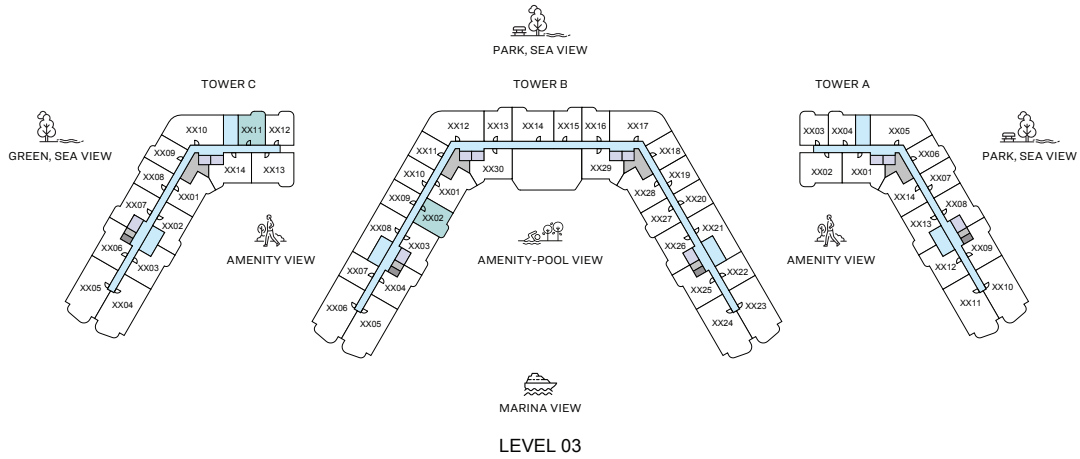 PARK, SEA VIEW
TOWER C
TOWER B
TOWER A
GREEN, SEA VIEW
PARK, SEA VIEW
XX10
XX11
XX12
XX09
XX08
XX07
XX06
XX05
XX04
XX03
XX02
XX01
XX14
XX13
AMENITY VIEW
XX12
XX13
XX14
XX15
XX16
XX17
XX11
XX10
XX09
XX08
XX07
XX06
XX05
XX04
XX03
XX02
XX01
XX30
XX29
XX28
XX27
XX26
XX25
XX24
XX18
XX19
XX20
XX21
XX22
XX23
AMENITY-POOL VIEW
XX03
XX04
XX05
XX02
XX01
XX06
XX07
XX08
XX09
XX10
XX11
XX12
XX13
XX14
AMENITY VIEW
MARINA VIEW
LEVEL 03